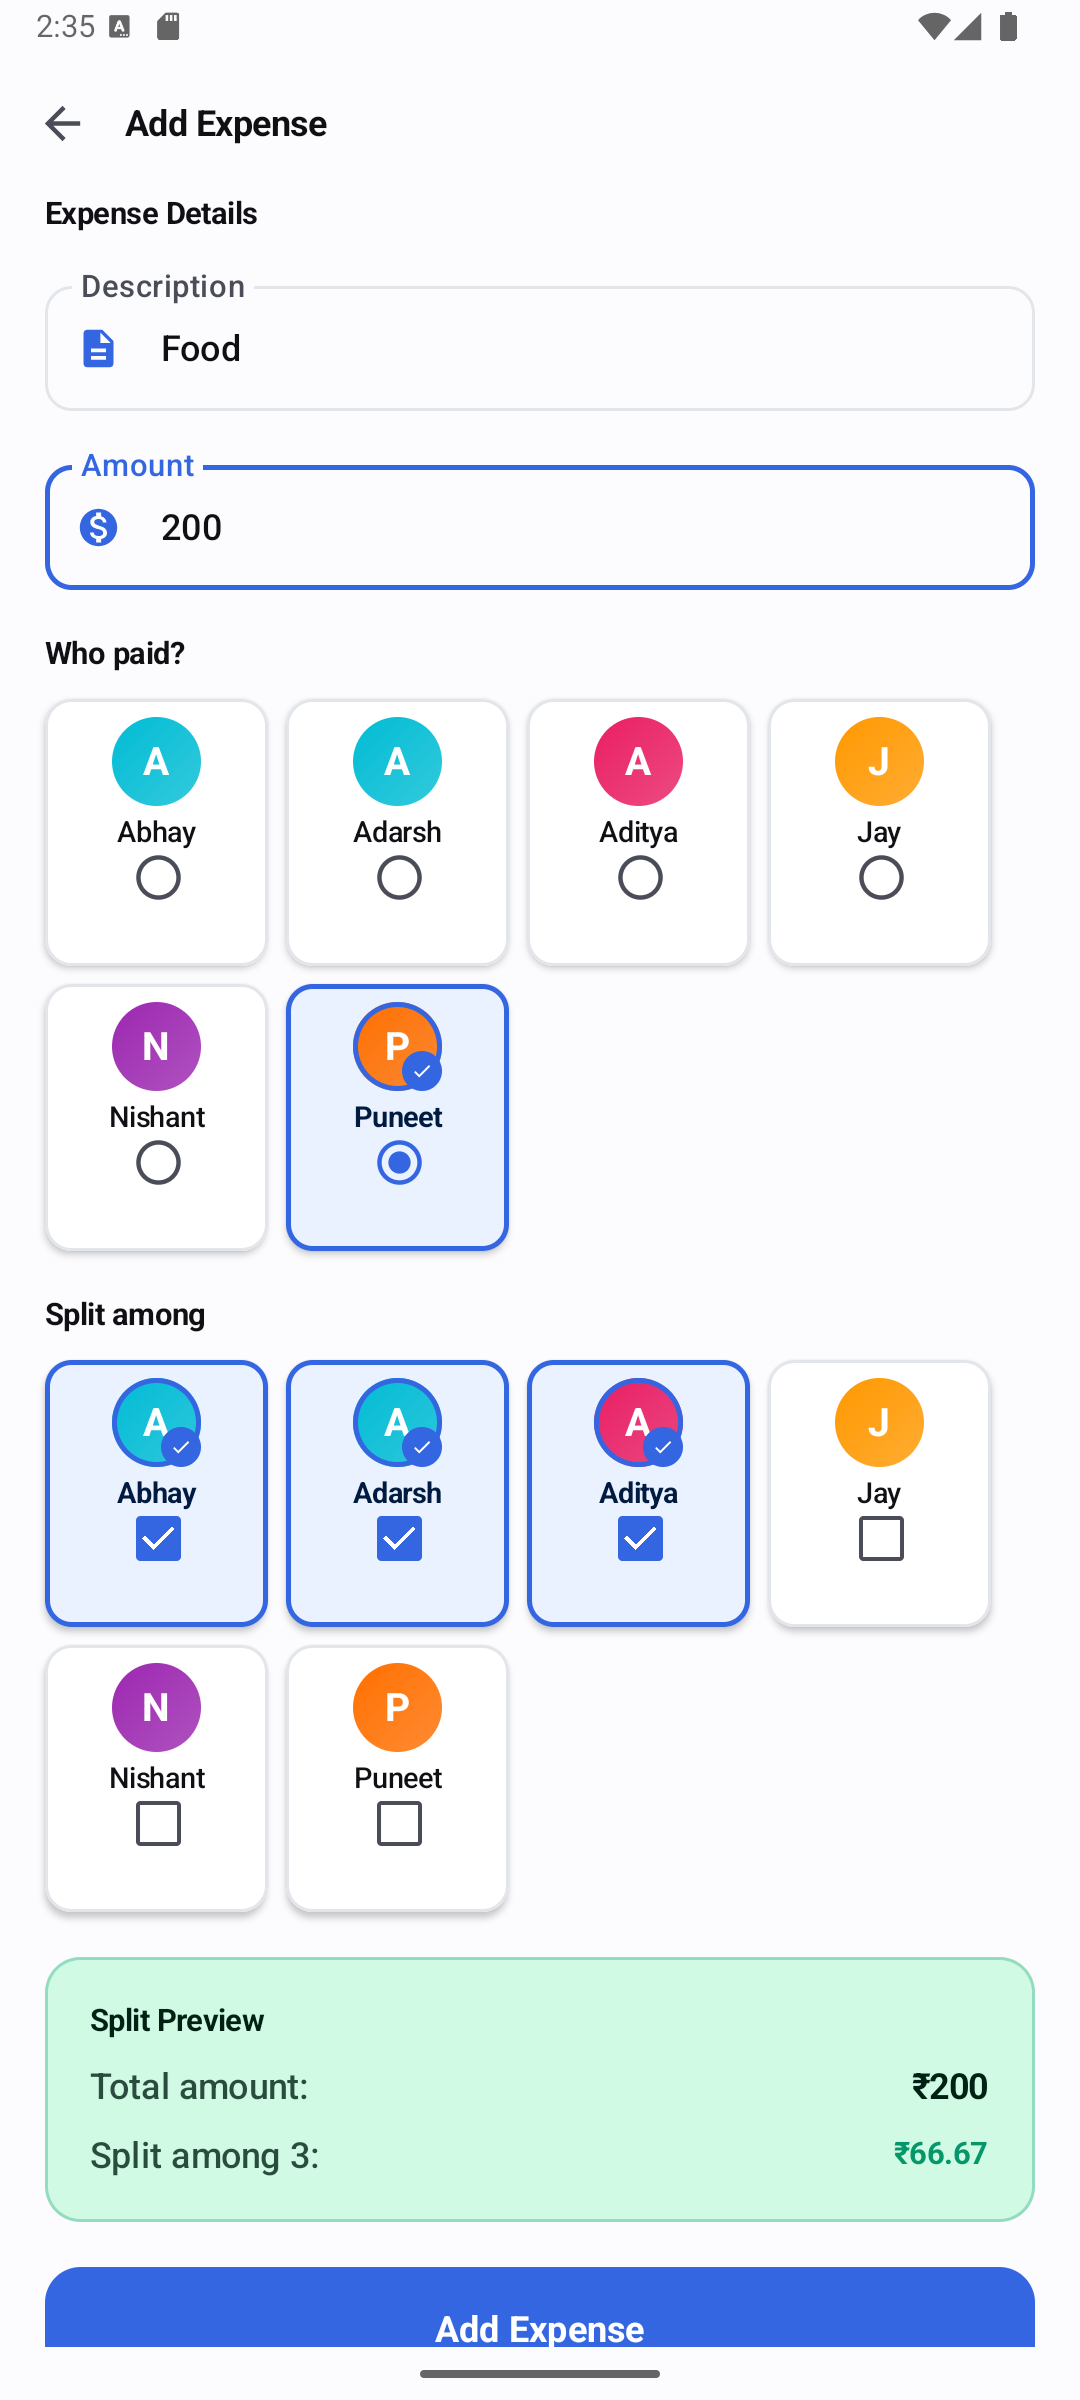 2:35
Add Expense
Expense Details
Description
Food
Amount
$ 200
Who paid?
A A A J
Abhay Adarsh Aditya Jay
N P
Nishant Puneet
Split among
A A A J
Abhay Adarsh Aditya Jay
N P
Nishant Puneet
Split Preview
Total amount: ₹200
Split among 3: ₹66.67
Add Expense